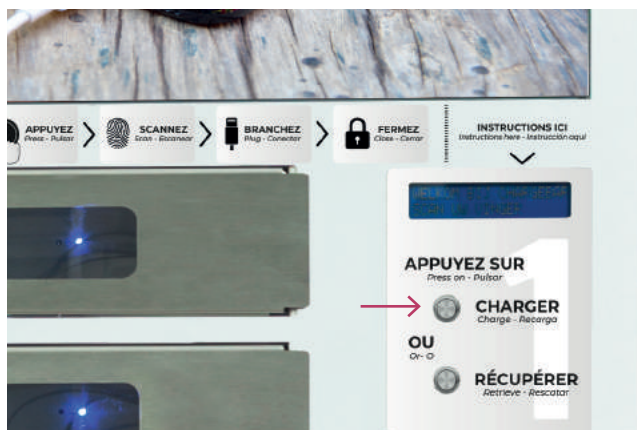 APPUYEZ
Press - Pulsar
SCANNEZ
Scan - Escanear
BRANCHEZ
Plug - Conectar
FERMEZ
Close - Cerrar
INSTRUCTIONS ICI
Instructions here - Instrucción aquí
1
APPUYEZ SUR
Press on - Pulsar
CHARGER
Charge - Recarga
OU
Or- O
RÉCUPÉRER
Retrieve - Rescatar